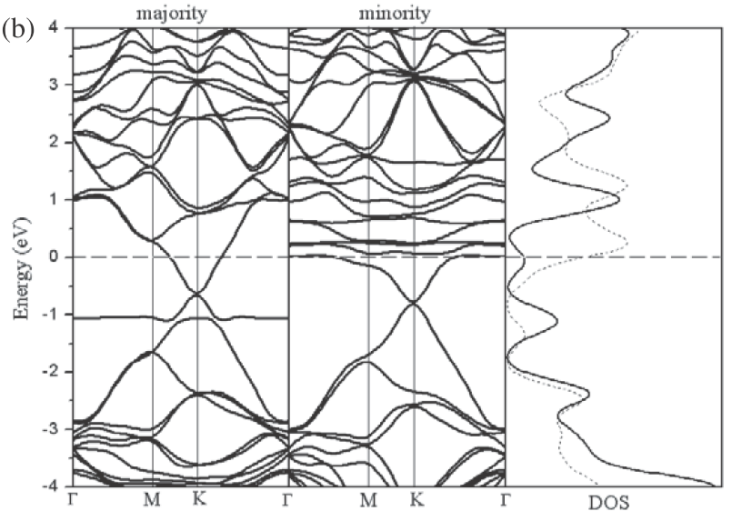 (b)
majority
minority
Energy (eV)
4
3
2
1
0
-1
-2
-3
-4
Γ
M
K
Γ
M
K
Γ
DOS